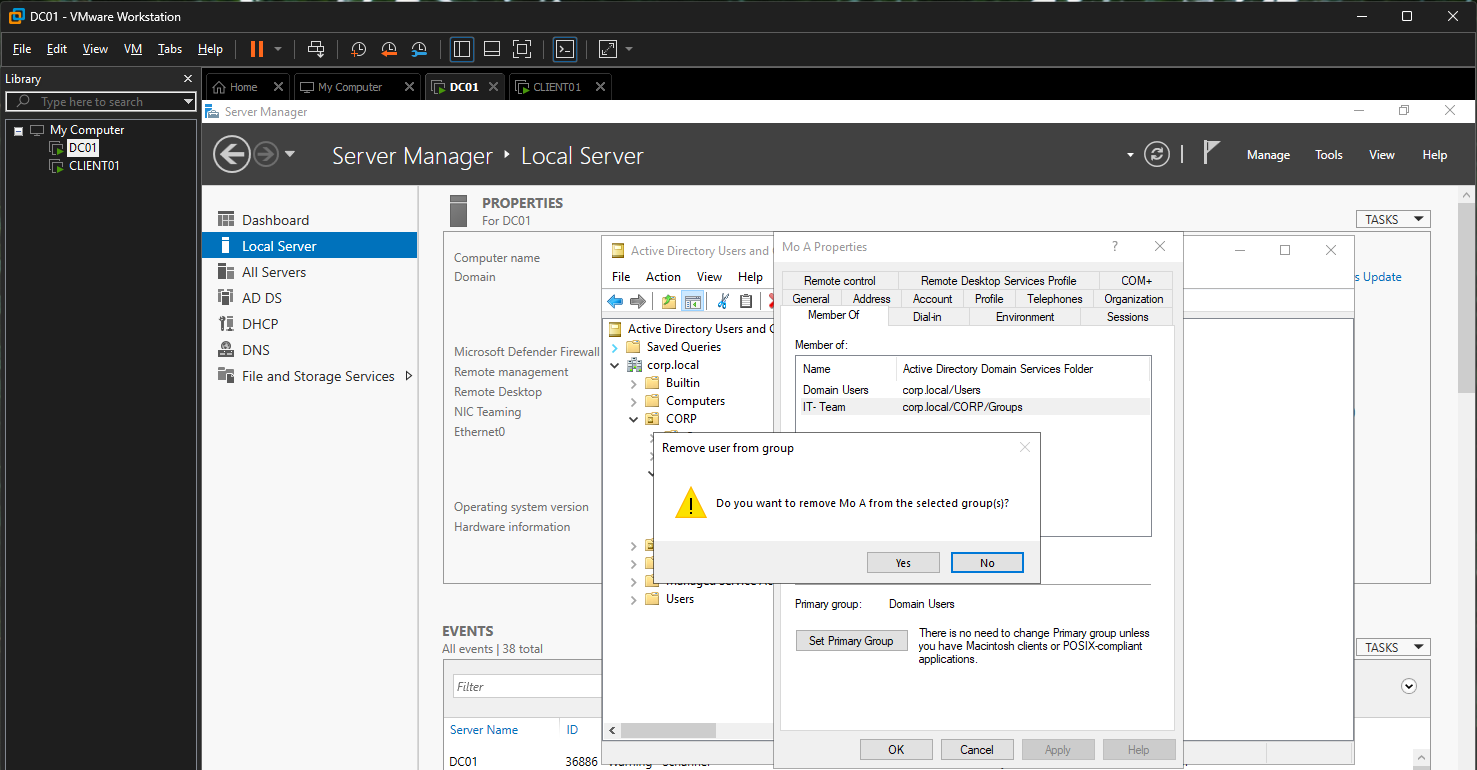 DC01 - VMware Workstation
File Edit View VM Tabs Help
Library
Type here to search
My Computer
DC01
CLIENT01
Home My Computer DC01 CLIENT01
Server Manager
Server Manager Local Server
Manage Tools View Help
Dashboard
Local Server
All Servers
AD DS
DHCP
DNS
File and Storage Services
PROPERTIES
For DC01
TASKS
Computer name
Domain
Microsoft Defender Firewall
Remote management
Remote Desktop
NIC Teaming
Ethernet0
Operating system version
Hardware information
s Update
EVENTS
All events | 38 total
TASKS
Filter
Server Name ID
DC01 36886 Warning
Active Directory Users and
File Action View Help
Active Directory Users and C
Saved Queries
corp.local
Builtin
Computers
CORP
Users
Mo A Properties
?
Remote control Remote Desktop Services Profile COM+
General Address Account Profile Telephones Organization
Member Of Dial-in Environment Sessions
Member of:
Name Active Directory Domain Services Folder
Domain Users corp.local/Users
IT- Team corp.local/CORP/Groups
Remove user from group
Do you want to remove Mo A from the selected group(s)?
Yes No
Primary group: Domain Users
Set Primary Group
There is no need to change Primary group unless
you have Macintosh clients or POSIX-compliant
applications.
OK Cancel Apply Help